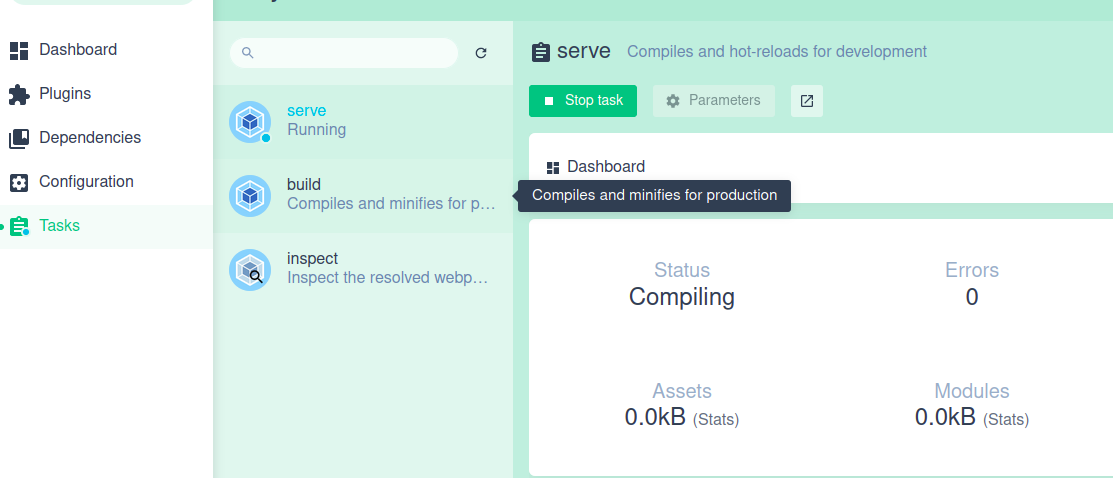 Dashboard
Plugins
Dependencies
Configuration
Tasks
serve
Running
build
Compiles and minifies for p…
inspect
Inspect the resolved webp…
serve Compiles and hot-reloads for development
Stop task Parameters
Dashboard
Compiles and minifies for production
Status
Compiling
Errors
0
Assets
0.0kB (Stats)
Modules
0.0kB (Stats)